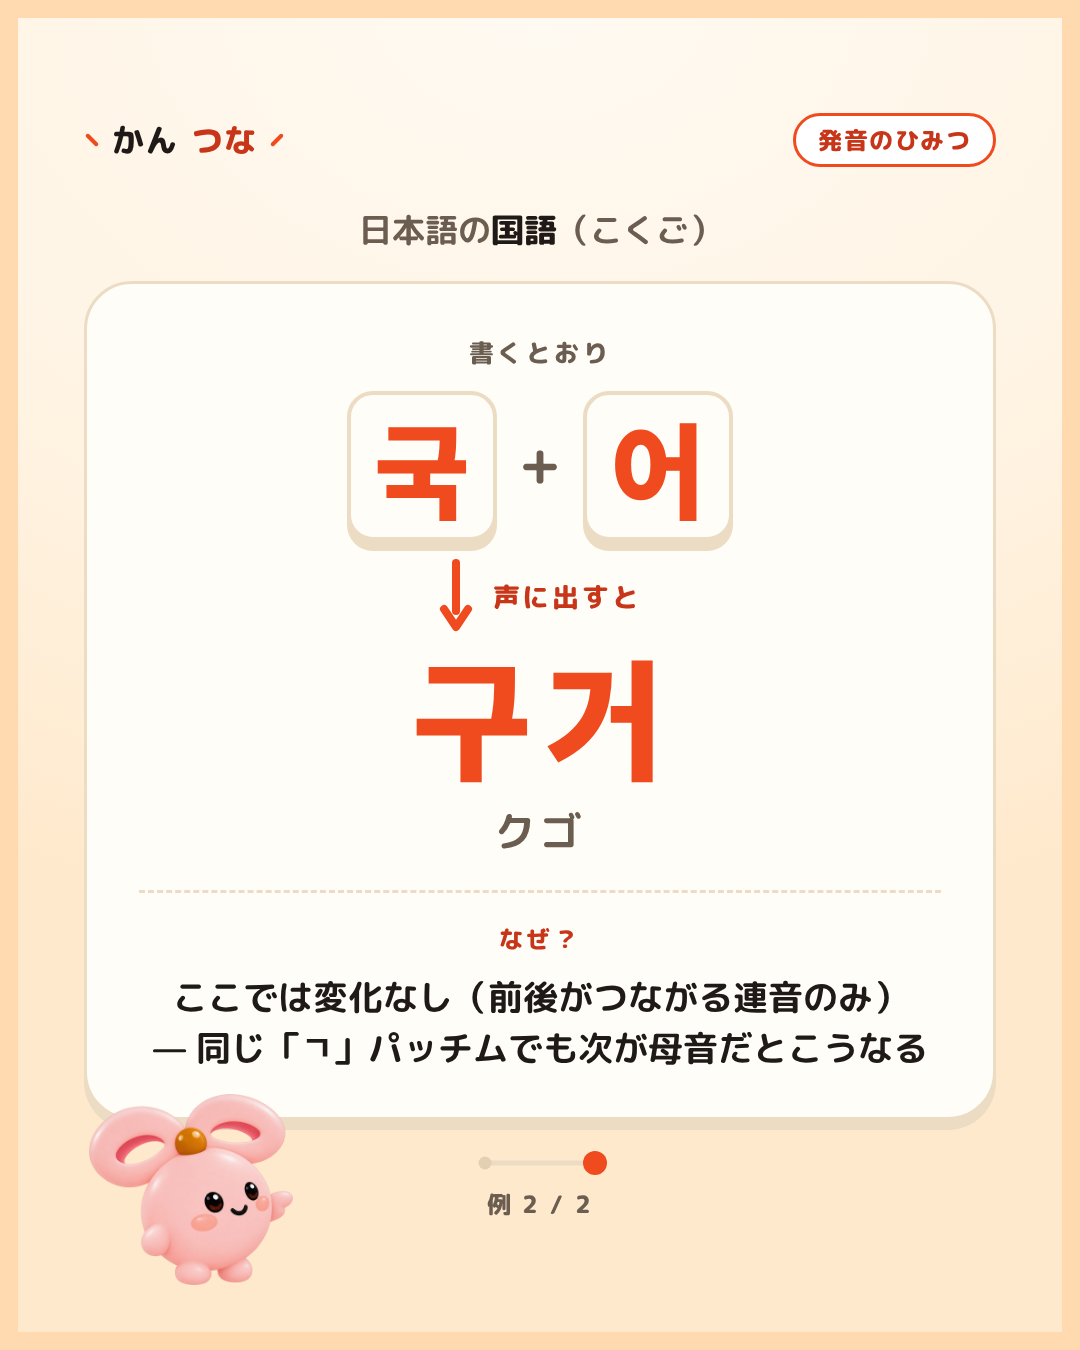 かん つな
発音のひみつ
日本語の国語（こくご）
書くとおり
국 + 어
声に出すと
구거
クゴ
なぜ？
ここでは変化なし（前後がつながる連音のみ）
— 同じ「ㄱ」パッチムでも次が母音だとこうなる
例 2 / 2